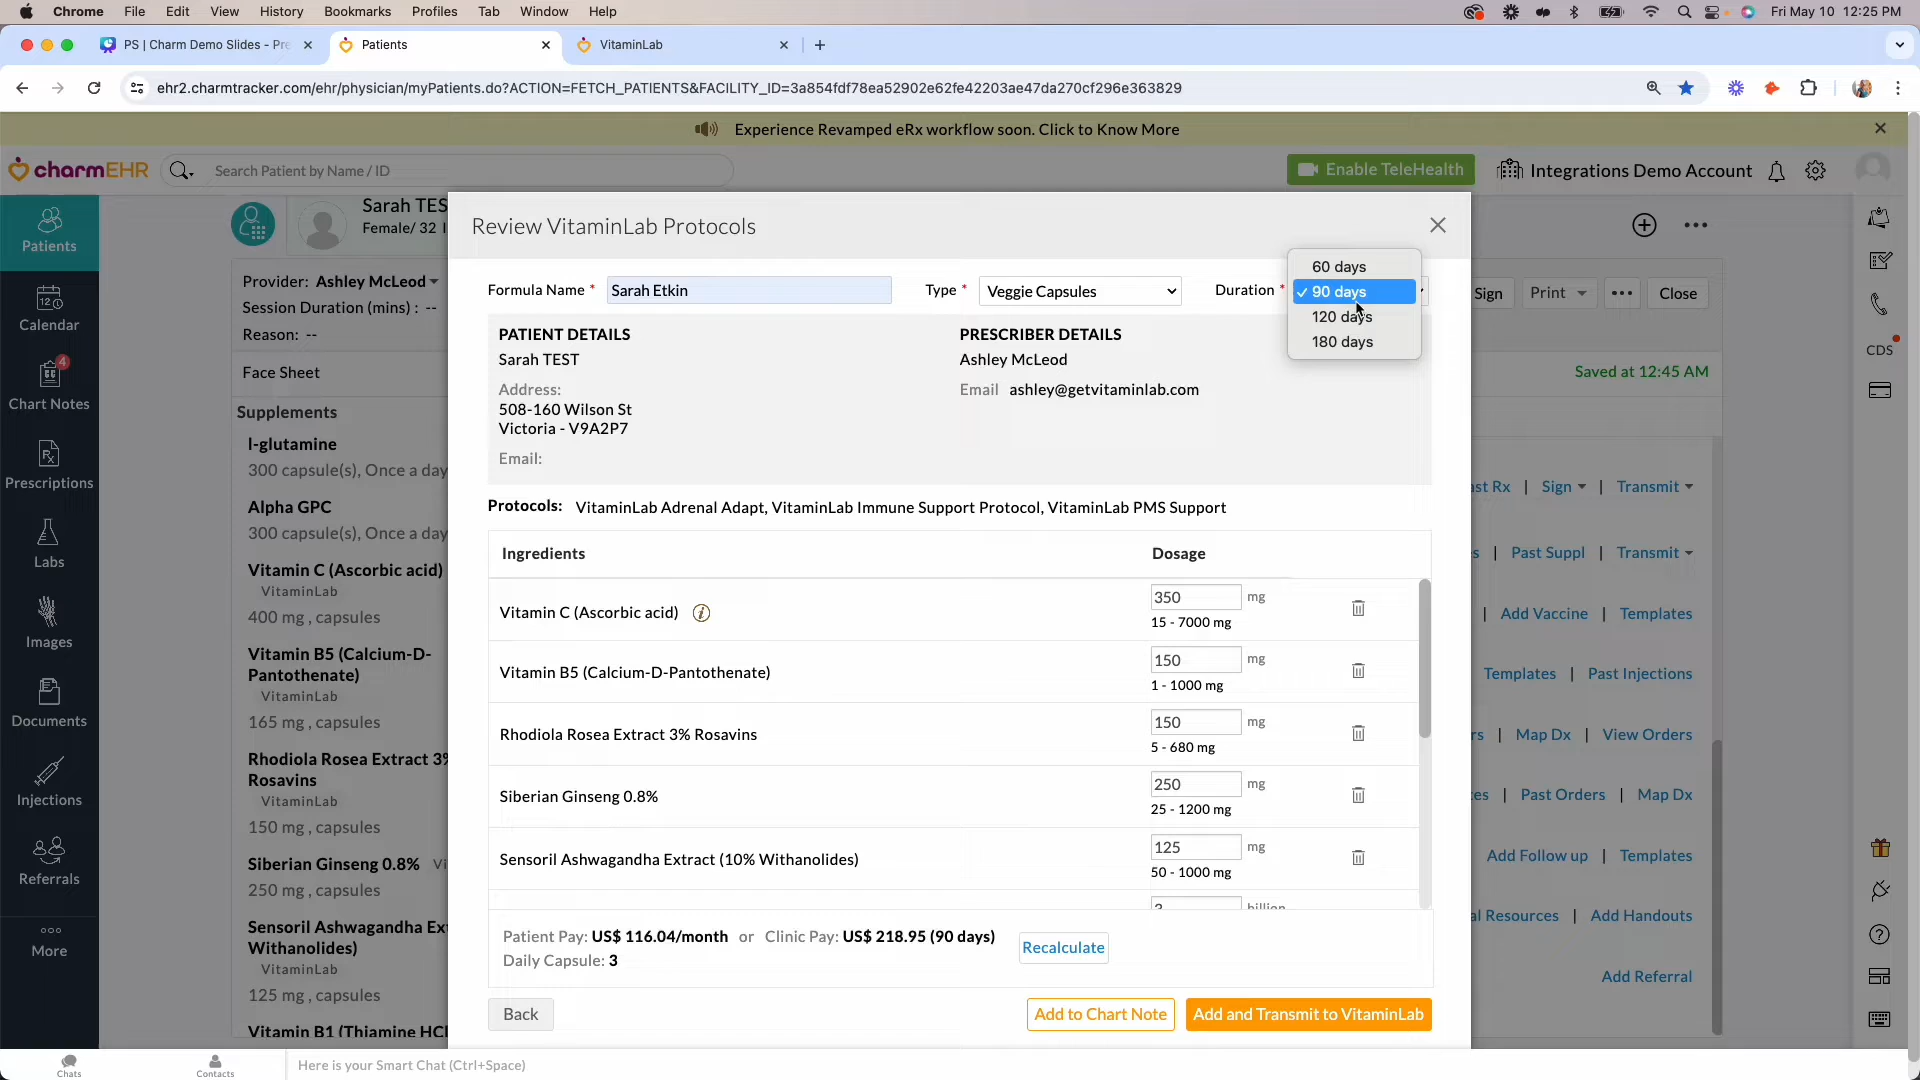 Chrome File Edit View History Bookmarks Profiles Tab Window Help Fri May 10 12:25 PM
PS | Charm Demo Slides - Pre
Patients
VitaminLab
ehr2.charmtracker.com/ehr/physician/myPatients.do?ACTION=FETCH_PATIENTS&FACILITY_ID=3a854fdf78ea52902e62fe42203ae47da270cf296e363829
Experience Revamped eRx workflow soon. Click to Know More
charmEHR
Search Patient by Name / ID
Enable TeleHealth
Integrations Demo Account
Patients
Calendar
4
Chart Notes
Prescriptions
Labs
Images
Documents
Injections
Referrals
More
Sarah TES
Female/ 32
Provider: Ashley McLeod
Session Duration (mins) : --
Reason: --
Face Sheet
Supplements
l-glutamine
300 capsule(s), Once a day
Alpha GPC
300 capsule(s), Once a day
Vitamin C (Ascorbic acid)
VitaminLab
400 mg , capsules
Vitamin B5 (Calcium-D-
Pantothenate)
VitaminLab
165 mg , capsules
Rhodiola Rosea Extract 3%
Rosavins
VitaminLab
150 mg , capsules
Siberian Ginseng 0.8% Vi
250 mg , capsules
Sensoril Ashwagandha Ex
Withanolides)
VitaminLab
125 mg , capsules
Vitamin B1 (Thiamine HCl
Review VitaminLab Protocols
Formula Name * Sarah Etkin Type * Veggie Capsules Duration *
60 days
90 days
120 days
180 days
PATIENT DETAILS
Sarah TEST
Address:
508-160 Wilson St
Victoria - V9A2P7
Email:
PRESCRIBER DETAILS
Ashley McLeod
Email ashley@getvitaminlab.com
Protocols: VitaminLab Adrenal Adapt, VitaminLab Immune Support Protocol, VitaminLab PMS Support
Ingredients Dosage
Vitamin C (Ascorbic acid) 350 mg
15 - 7000 mg
Vitamin B5 (Calcium-D-Pantothenate) 150 mg
1 - 1000 mg
Rhodiola Rosea Extract 3% Rosavins 150 mg
5 - 680 mg
Siberian Ginseng 0.8% 250 mg
25 - 1200 mg
Sensoril Ashwagandha Extract (10% Withanolides) 125 mg
50 - 1000 mg
billion
Patient Pay: US$ 116.04/month or Clinic Pay: US$ 218.95 (90 days)
Daily Capsule: 3
Recalculate
Back
Add to Chart Note
Add and Transmit to VitaminLab
Sign Print Close
Saved at 12:45 AM
ast Rx | Sign | Transmit
s | Past Suppl | Transmit
| Add Vaccine | Templates
Templates | Past Injections
rs | Map Dx | View Orders
tes | Past Orders | Map Dx
Add Follow up | Templates
al Resources | Add Handouts
Add Referral
CDS
Chats
Contacts
Here is your Smart Chat (Ctrl+Space)